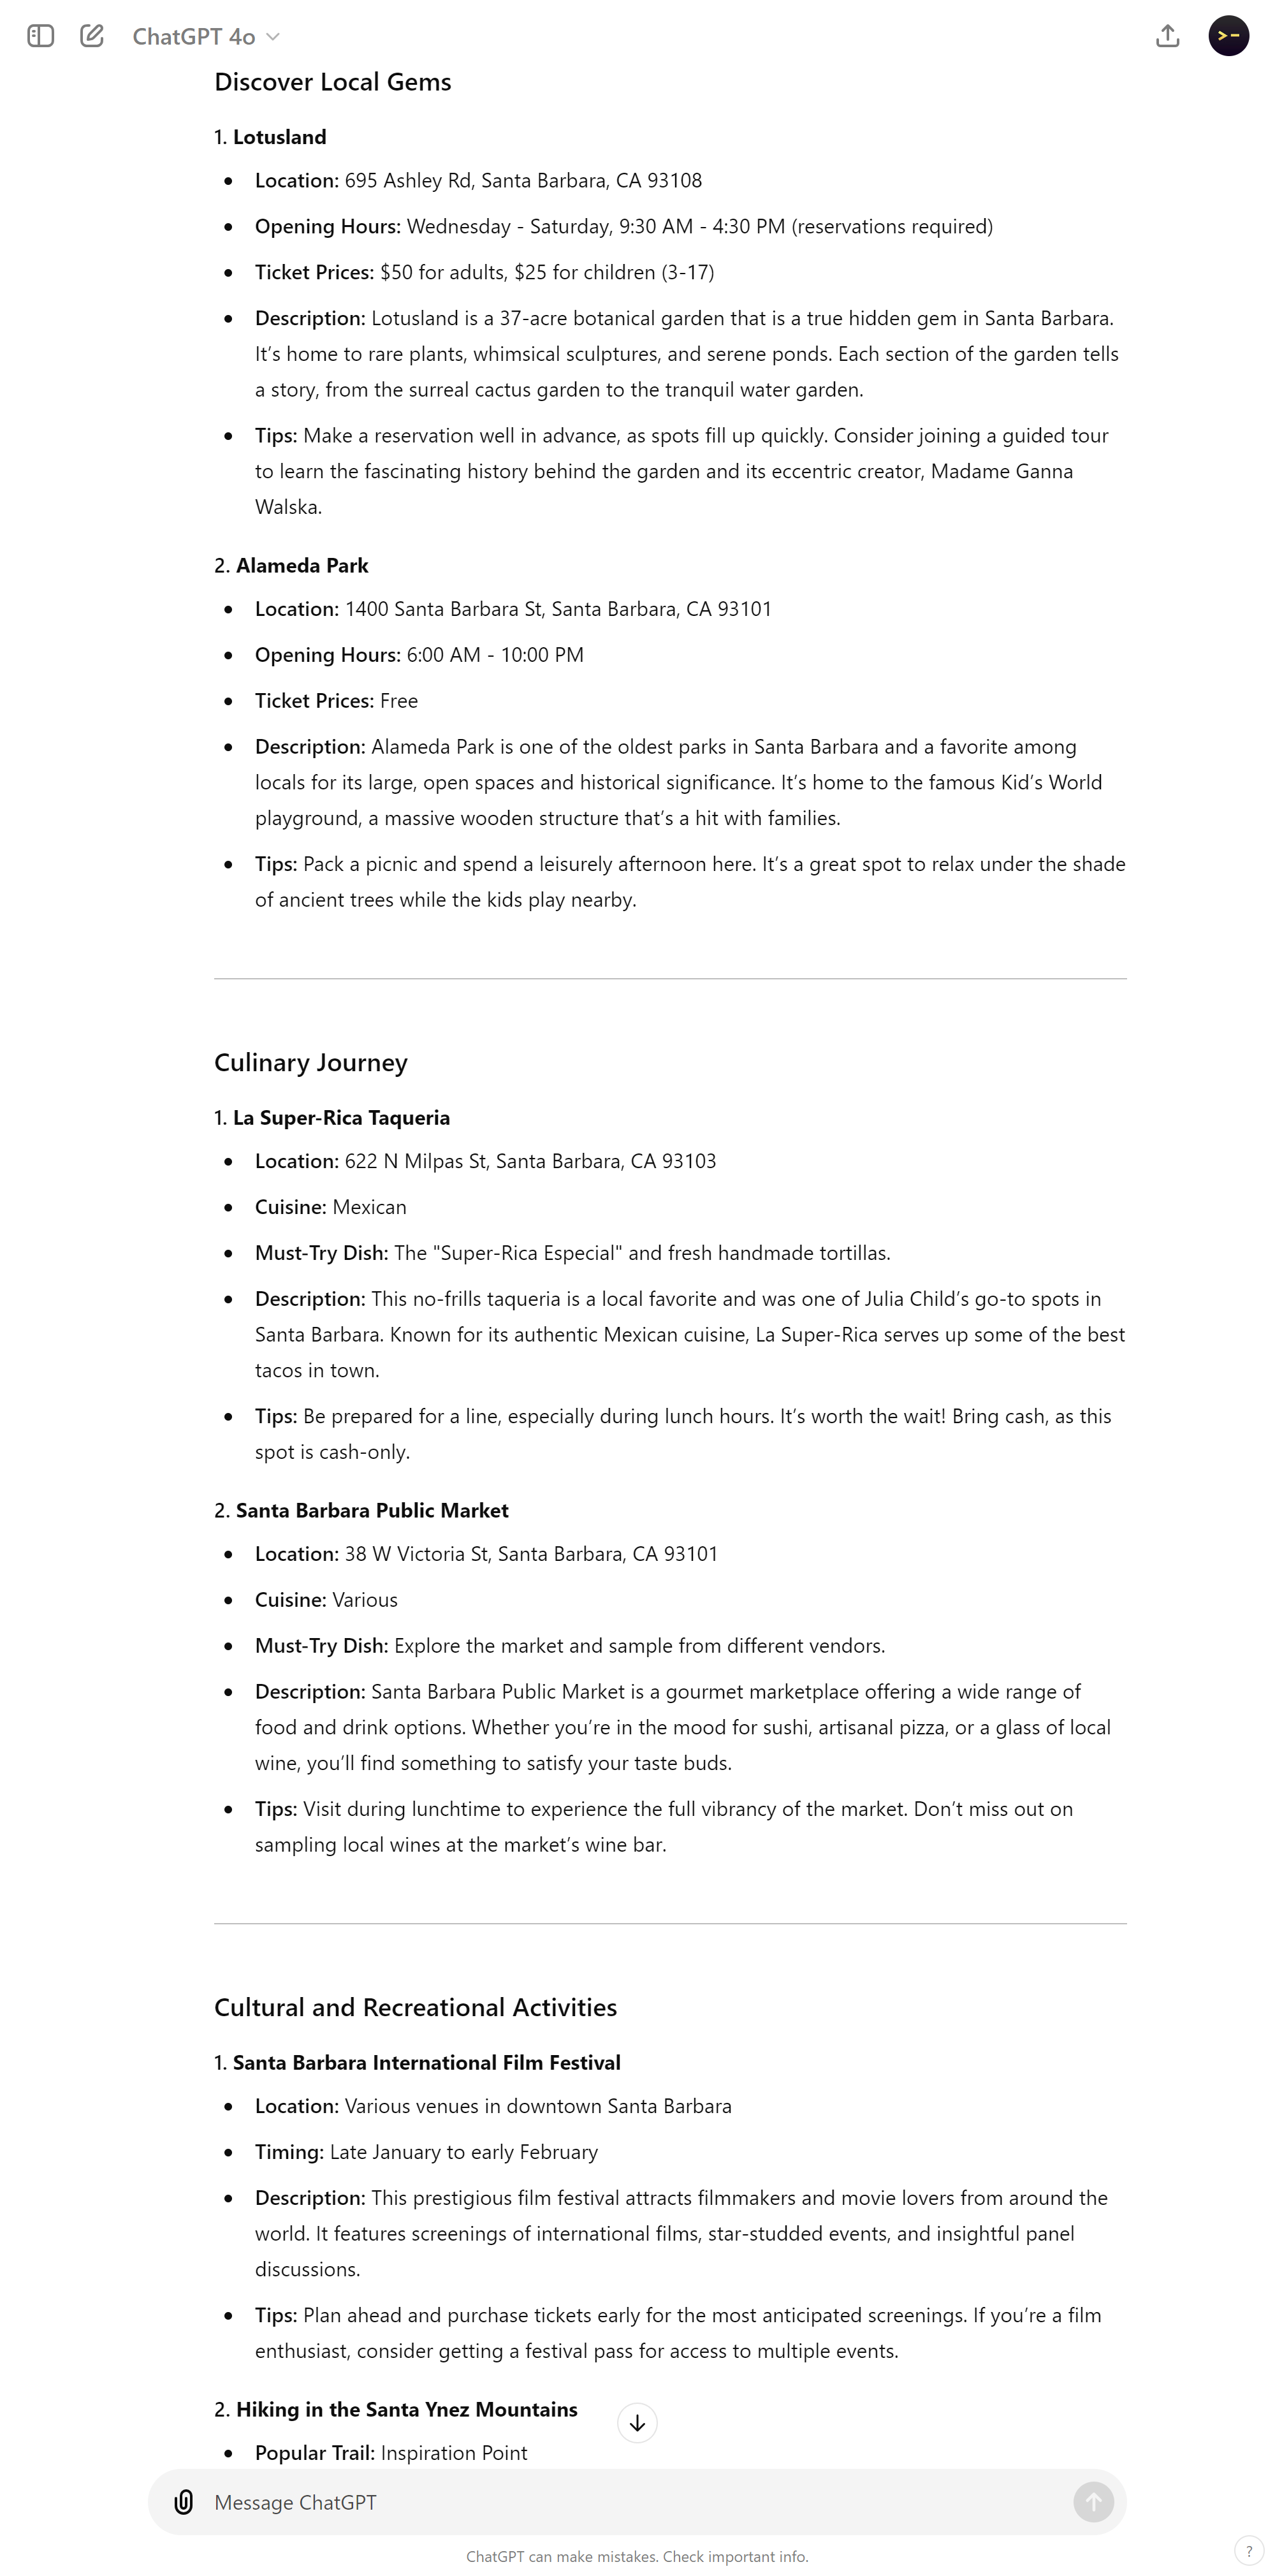 ChatGPT 4o
Discover Local Gems
1. Lotusland
• Location: 695 Ashley Rd, Santa Barbara, CA 93108
• Opening Hours: Wednesday - Saturday, 9:30 AM - 4:30 PM (reservations required)
• Ticket Prices: $50 for adults, $25 for children (3-17)
• Description: Lotusland is a 37-acre botanical garden that is a true hidden gem in Santa Barbara.
It’s home to rare plants, whimsical sculptures, and serene ponds. Each section of the garden tells
a story, from the surreal cactus garden to the tranquil water garden.
• Tips: Make a reservation well in advance, as spots fill up quickly. Consider joining a guided tour
to learn the fascinating history behind the garden and its eccentric creator, Madame Ganna
Walska.
2. Alameda Park
• Location: 1400 Santa Barbara St, Santa Barbara, CA 93101
• Opening Hours: 6:00 AM - 10:00 PM
• Ticket Prices: Free
• Description: Alameda Park is one of the oldest parks in Santa Barbara and a favorite among
locals for its large, open spaces and historical significance. It’s home to the famous Kid’s World
playground, a massive wooden structure that’s a hit with families.
• Tips: Pack a picnic and spend a leisurely afternoon here. It’s a great spot to relax under the shade
of ancient trees while the kids play nearby.
Culinary Journey
1. La Super-Rica Taqueria
• Location: 622 N Milpas St, Santa Barbara, CA 93103
• Cuisine: Mexican
• Must-Try Dish: The "Super-Rica Especial" and fresh handmade tortillas.
• Description: This no-frills taqueria is a local favorite and was one of Julia Child’s go-to spots in
Santa Barbara. Known for its authentic Mexican cuisine, La Super-Rica serves up some of the best
tacos in town.
• Tips: Be prepared for a line, especially during lunch hours. It’s worth the wait! Bring cash, as this
spot is cash-only.
2. Santa Barbara Public Market
• Location: 38 W Victoria St, Santa Barbara, CA 93101
• Cuisine: Various
• Must-Try Dish: Explore the market and sample from different vendors.
• Description: Santa Barbara Public Market is a gourmet marketplace offering a wide range of
food and drink options. Whether you’re in the mood for sushi, artisanal pizza, or a glass of local
wine, you’ll find something to satisfy your taste buds.
• Tips: Visit during lunchtime to experience the full vibrancy of the market. Don’t miss out on
sampling local wines at the market’s wine bar.
Cultural and Recreational Activities
1. Santa Barbara International Film Festival
• Location: Various venues in downtown Santa Barbara
• Timing: Late January to early February
• Description: This prestigious film festival attracts filmmakers and movie lovers from around the
world. It features screenings of international films, star-studded events, and insightful panel
discussions.
• Tips: Plan ahead and purchase tickets early for the most anticipated screenings. If you’re a film
enthusiast, consider getting a festival pass for access to multiple events.
2. Hiking in the Santa Ynez Mountains
• Popular Trail: Inspiration Point
Message ChatGPT
ChatGPT can make mistakes. Check important info.
?